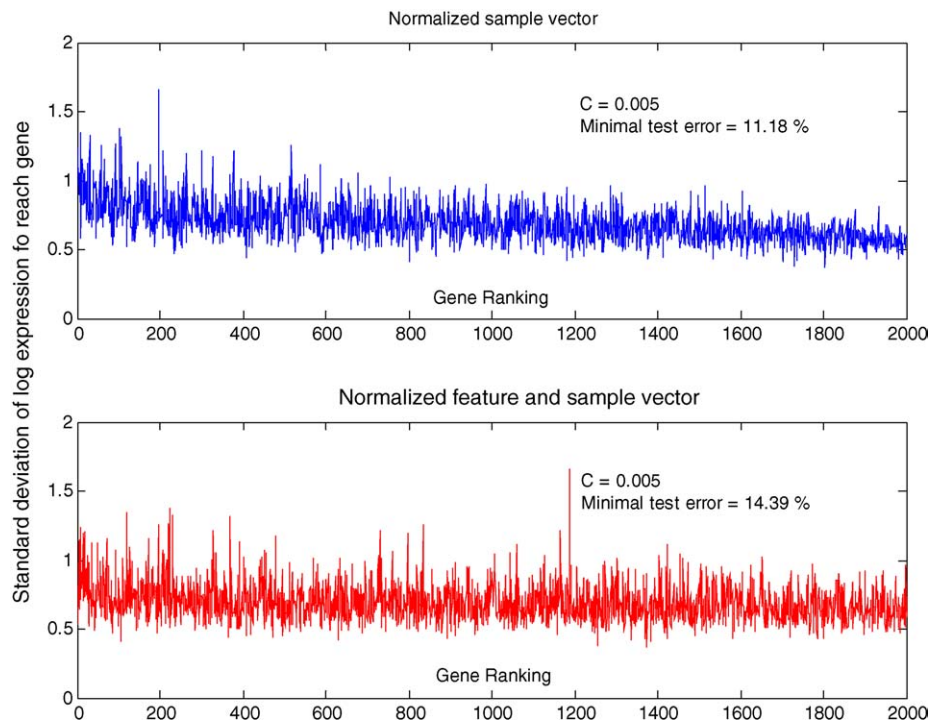 Normalized sample vector
Standard deviation of log expression fo reach gene
2
1.5
1
0.5
0
C = 0.005
Minimal test error = 11.18 %
Gene Ranking
0 200 400 600 800 1000 1200 1400 1600 1800 2000
Normalized feature and sample vector
2
1.5
1
0.5
0
C = 0.005
Minimal test error = 14.39 %
Gene Ranking
0 200 400 600 800 1000 1200 1400 1600 1800 2000